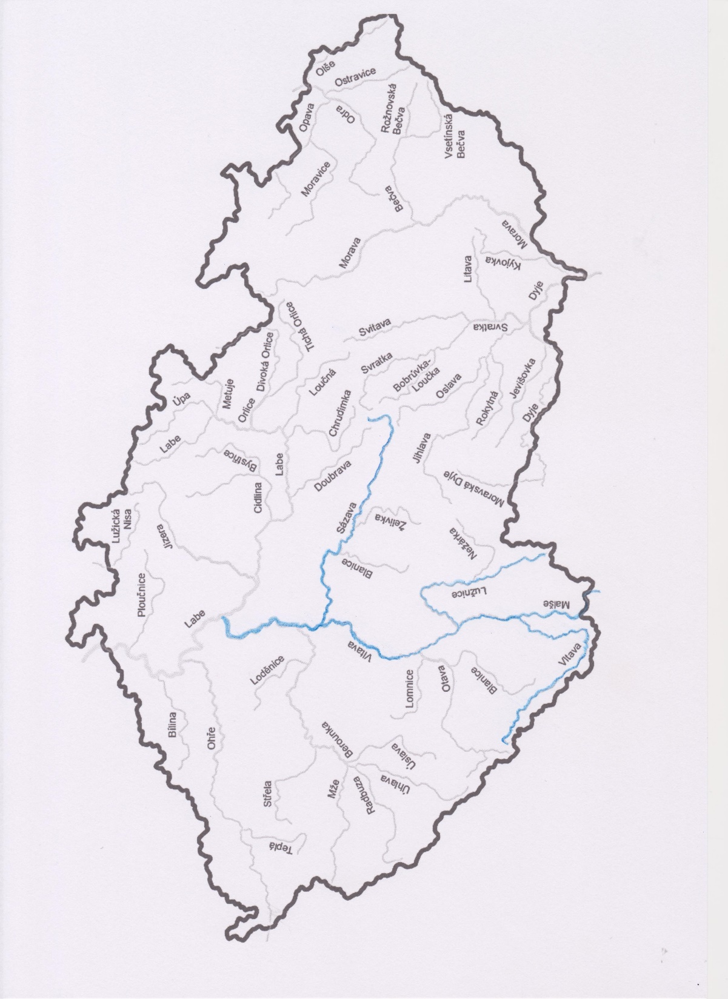 Olše
Ostravice
Opava
Odra
Rožnovská
Bečva
Vsetínská
Bečva
Moravice
Bečva
Morava
Morava
Kyjovka
Litava
Dyje
Tichá Orlice
Svitava
Svratka
Divoká Orlice
Loučná
Svratka
Bobrůvka-
Loučka
Oslava
Jevišovka
Rokytná
Dyje
Úpa
Metuje
Orlice
Chrudimka
Labe
Bystřice
Labe
Doubrava
Jihlava
Moravská Dyje
Cidlina
Lužická
Nisa
Jizera
Sázava
Želivka
Nežárka
Blanice
Ploučnice
Labe
Lužnice
Malše
Vltava
Vltava
Loděnice
Lomnice
Otava
Blanice
Bílina
Ohře
Berounka
Úslava
Střela
Mže
Radbuza
Úhlava
Teplá